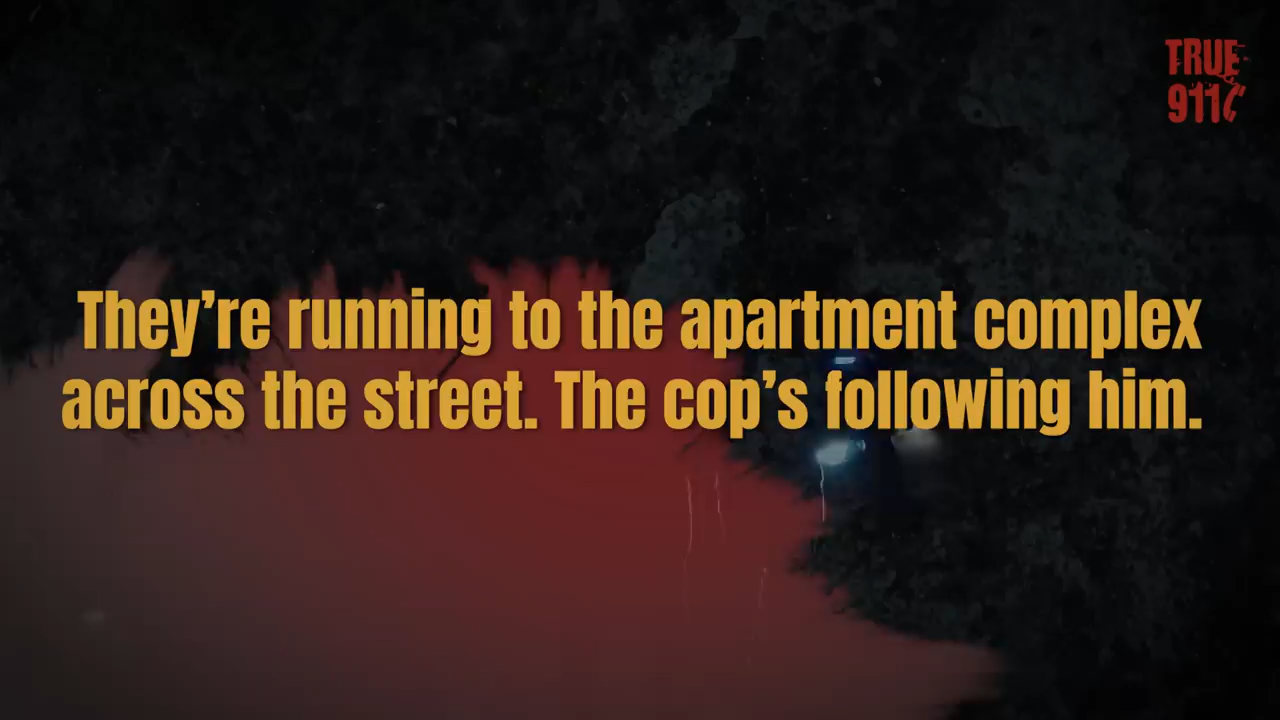 TRUE
911
They're running to the apartment complex
across the street. The cop's following him.